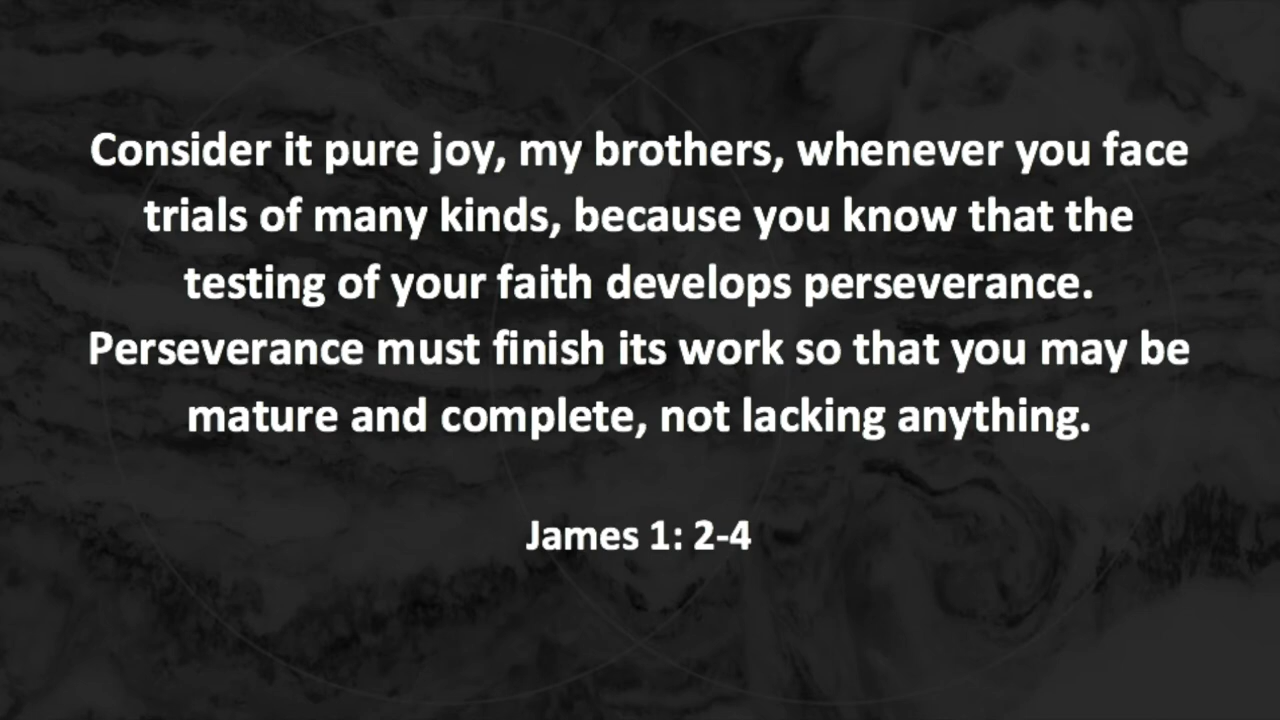 Consider it pure joy, my brothers, whenever you face
trials of many kinds, because you know that the
testing of your faith develops perseverance.
Perseverance must finish its work so that you may be
mature and complete, not lacking anything.
James 1: 2-4